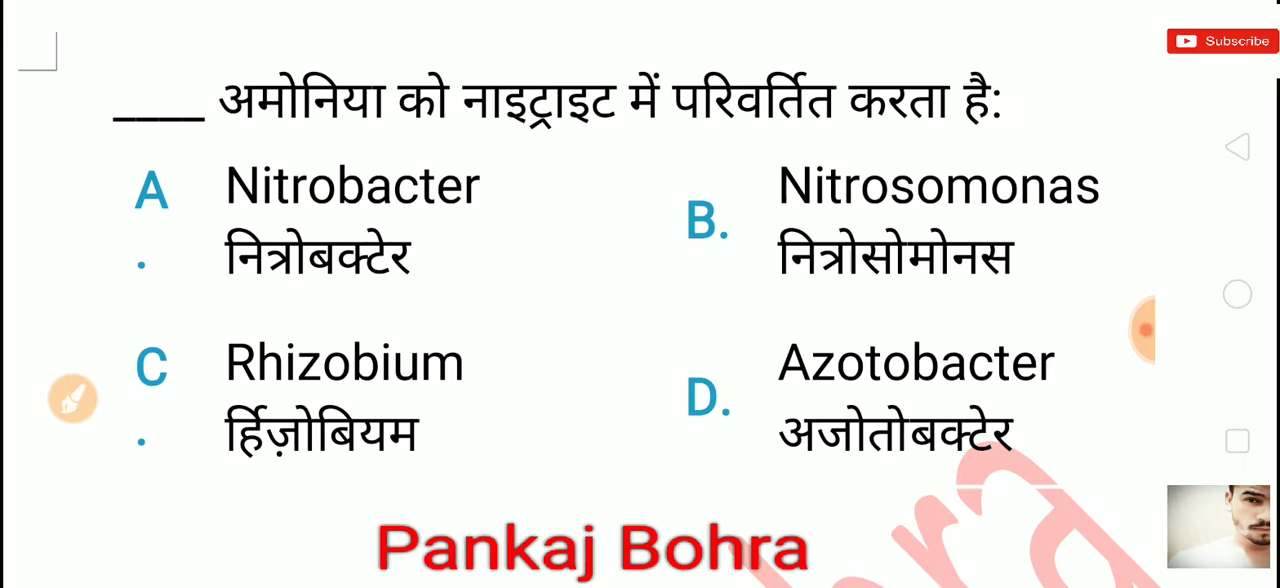 Subscribe
____ अमोनिया को नाइट्राइट में परिवर्तित करता है:
A. Nitrobacter
नित्रोबक्टेर
B. Nitrosomonas
नित्रोसोमोनस
C. Rhizobium
र्हिज़ोबियम
D. Azotobacter
अजोतोबक्टेर
Pankaj Bohra